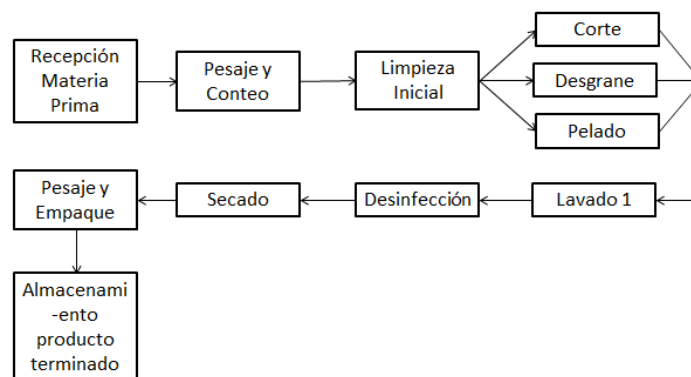 Recepción
Materia
Prima
Pesaje y
Conteo
Limpieza
Inicial
Corte
Desgrane
Pelado
Pesaje y
Empaque
Secado
Desinfección
Lavado 1
Almacenami
-ento
producto
terminado